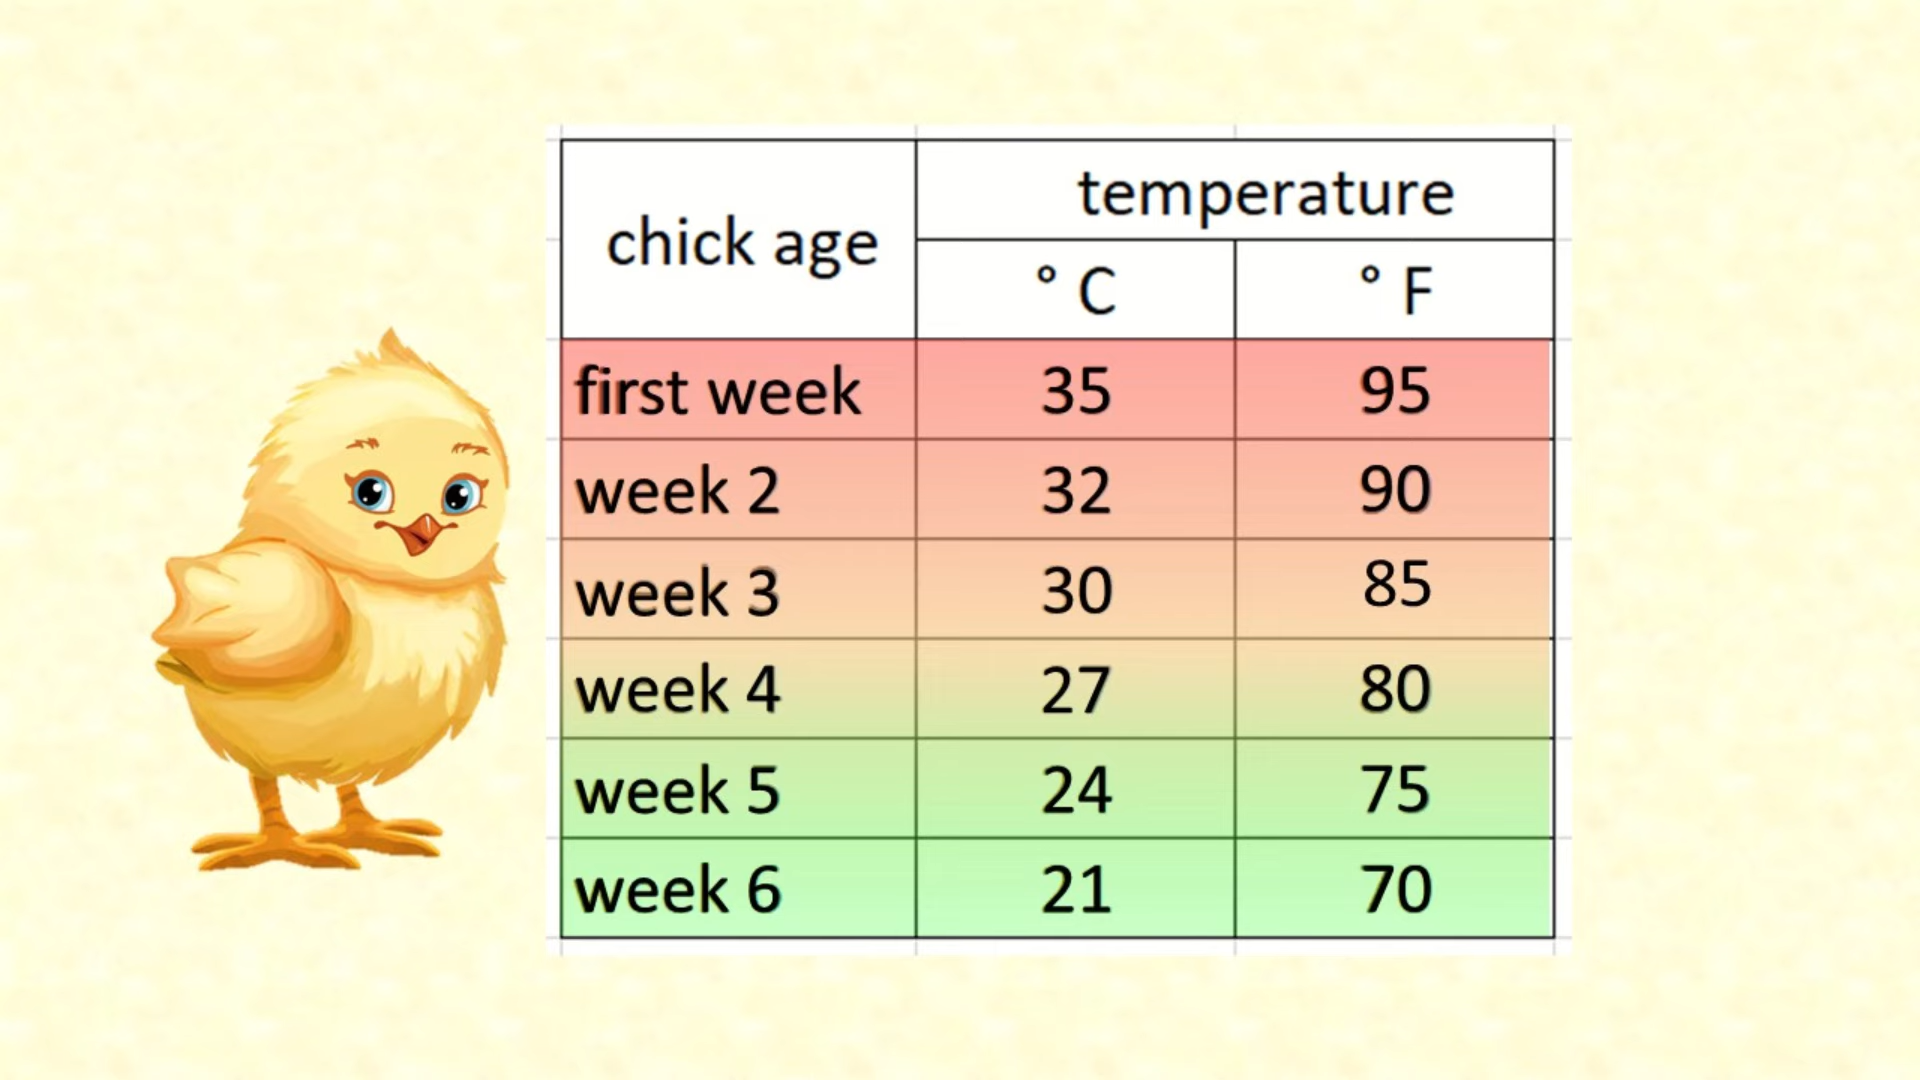 chick age
temperature
° C ° F
first week 35 95
week 2 32 90
week 3 30 85
week 4 27 80
week 5 24 75
week 6 21 70